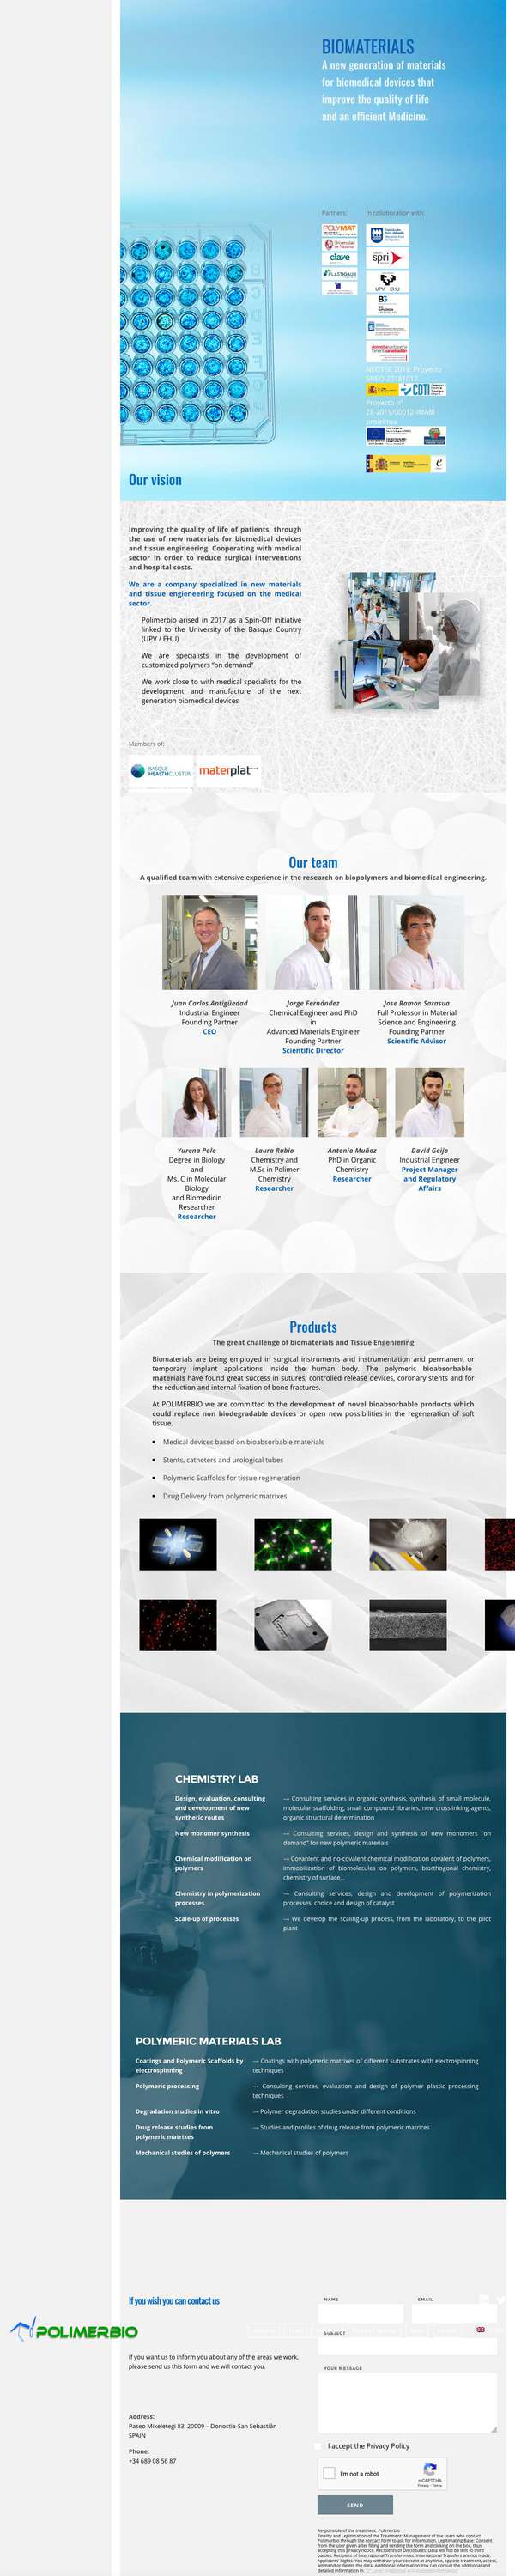 BIOMATERIALS
A new generation of materials
for biomedical devices that
improve the quality of life
and an efficient Medicine.
Partners:
In collaboration with:
POLYMAT
clave
PLASTIBAUR
spri
UPV EHU
NEOTEC 2018. Proyecto
SNEO-20181012
CDTI
Proyecto nº
ZE-2019/00012 IMABI
Our vision
Improving the quality of life of patients, through
the use of new materials for biomedical devices
and tissue engineering. Cooperating with medical
sector in order to reduce surgical interventions
and hospital costs.
We are a company specialized in new materials
and tissue engieneering focused on the medical
sector.
Polimerbio arised in 2017 as a Spin-Off initiative
linked to the University of the Basque Country
(UPV / EHU)
We are specialists in the development of
customized polymers "on demand"
We work close to with medical specialists for the
development and manufacture of the next
generation biomedical devices
Members of:
BASQUE
HEALTHCLUSTER
materplat
Our team
A qualified team with extensive experience in the research on biopolymers and biomedical engineering.
Juan Carlos Antigüedad
Industrial Engineer
Founding Partner
CEO
Jorge Fernández
Chemical Engineer and PhD
in
Advanced Materials Engineer
Founding Partner
Scientific Director
Jose Ramon Sarasua
Full Professor in Material
Science and Engineering
Founding Partner
Scientific Advisor
Yurena Polo
Degree in Biology
and
Ms. C in Molecular
Biology
and Biomedicin
Researcher
Researcher
Laura Rubio
Chemistry and
M.Sc in Polimer
Chemistry
Researcher
Antonio Muñoz
PhD in Organic
Chemistry
Researcher
David Geijo
Industrial Engineer
Project Manager
and Regulatory
Affairs
Products
The great challenge of biomaterials and Tissue Engeniering
Biomaterials are being employed in surgical instruments and instrumentation and permanent or
temporary implant applications inside the human body. The polymeric bioabsorbable
materials have found great success in sutures, controlled release devices, coronary stents and for
the reduction and internal fixation of bone fractures.
At POLIMERBIO we are committed to the development of novel bioabsorbable products which
could replace non biodegradable devices or open new possibilities in the regeneration of soft
tissue.
• Medical devices based on bioabsorbable materials
• Stents, catheters and urological tubes
• Polymeric Scaffolds for tissue regeneration
• Drug Delivery from polymeric matrixes
CHEMISTRY LAB
Design, evaluation, consulting
and development of new
synthetic routes
→ Consulting services in organic synthesis, synthesis of small molecule,
molecular scaffolding, small compound libraries, new crosslinking agents,
organic structural determination
New monomer synthesis
→ Consulting services, design and synthesis of new monomers "on
demand" for new polymeric materials
Chemical modification on
polymers
→ Covanlent and no-covalent chemical modification covalent of polymers,
immobilization of biomolecules on polymers, biorthogonal chemistry,
chemistry of surface...
Chemistry in polymerization
processes
→ Consulting services, design and development of polymerization
processes, choice and design of catalyst
Scale-up of processes
→ We develop the scaling-up process, from the laboratory, to the pilot
plant
POLYMERIC MATERIALS LAB
Coatings and Polymeric Scaffolds by
electrospinning
→ Coatings with polymeric matrixes of different substrates with electrospinning
techniques
Polymeric processing
→ Consulting services, evaluation and design of polymer plastic processing
techniques
Degradation studies in vitro
→ Polymer degradation studies under different conditions
Drug release studies from
polymeric matrixes
→ Studies and profiles of drug release from polymeric matrices
Mechanical studies of polymers
→ Mechanical studies of polymers
If you wish you can contact us
POLIMERBIO
If you want us to inform you about any of the areas we work,
please send us this form and we will contact you.
Address:
Paseo Mikeletegi 83, 20009 – Donostia-San Sebastián
SPAIN
Phone:
+34 689 08 56 87
NAME
EMAIL
SUBJECT
YOUR MESSAGE
I accept the Privacy Policy
I'm not a robot
reCAPTCHA
Privacy - Terms
SEND
Responsible of the treatment: Polimerbio